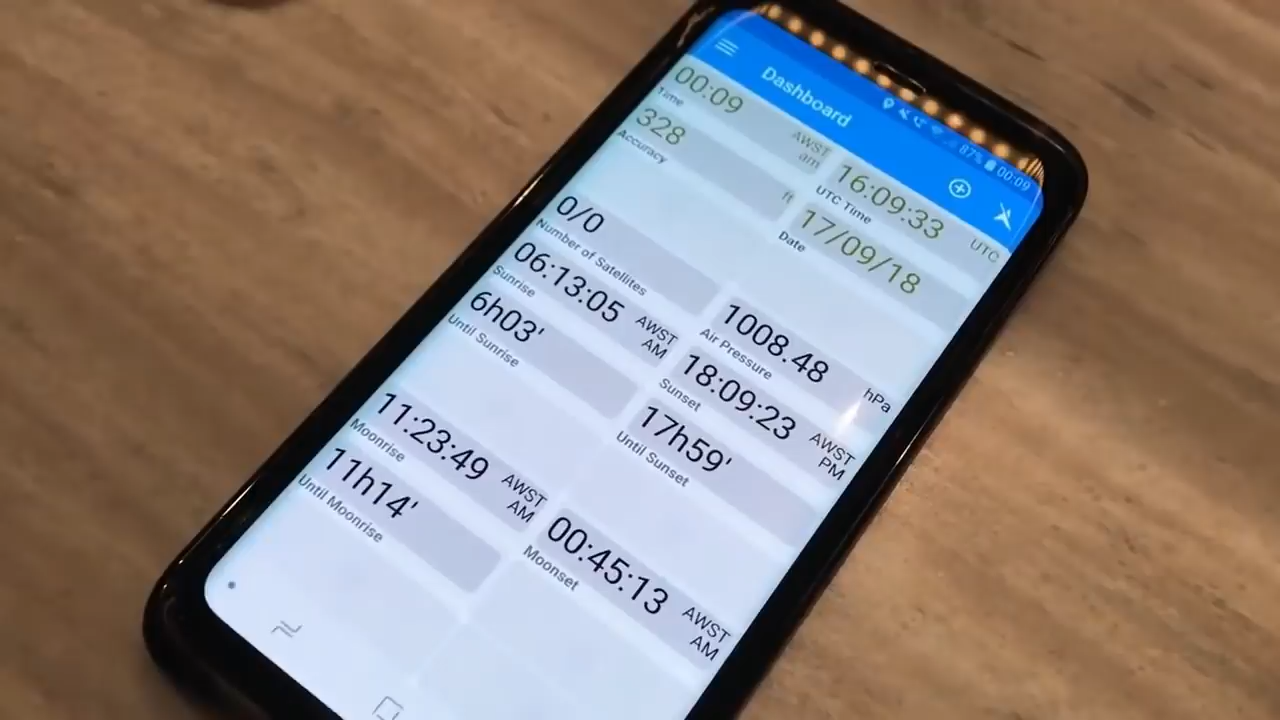 87% 00:09
Dashboard
00:09 AWST am
Time
16:09:33 UTC
UTC Time
328 ft
Accuracy
17/09/18
Date
0/0
Number of Satellites
1008.48 hPa
Air Pressure
06:13:05 AWST AM
Sunrise
18:09:23 AWST PM
Sunset
6h03'
Until Sunrise
17h59'
Until Sunset
11:23:49 AWST AM
Moonrise
00:45:13 AWST AM
Moonset
11h14'
Until Moonrise